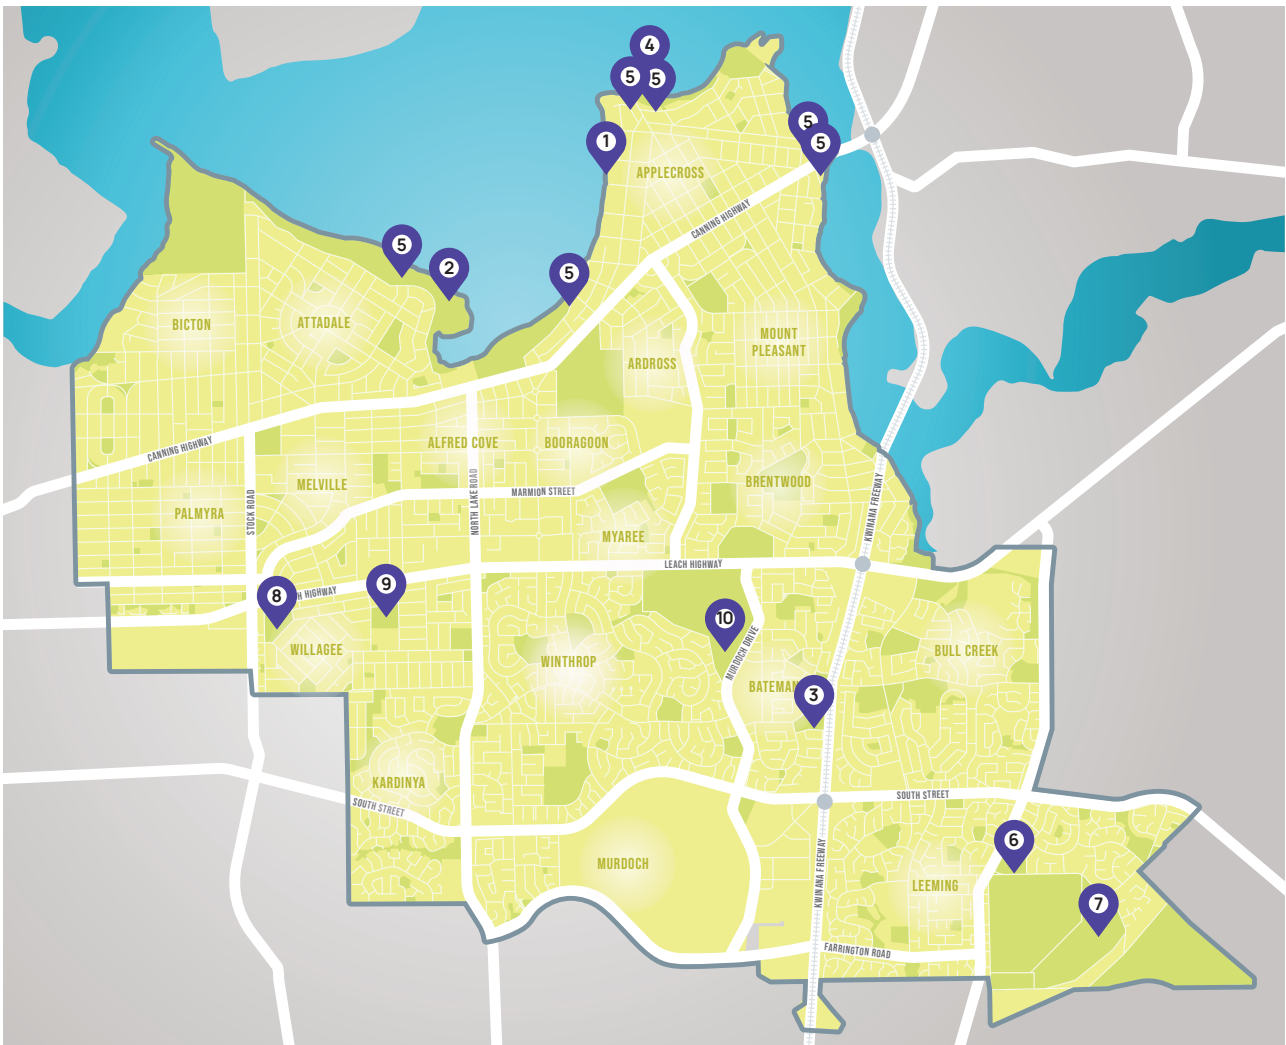 4
5
5
5
1
5
APPLECROSS
CANNING HIGHWAY
5
2
5
BICTON
ATTADALE
MOUNT
PLEASANT
ARDROSS
ALFRED COVE
BOORAGOON
CANNING HIGHWAY
MELVILLE
BRENTWOOD
MARMION STREET
NORTH LAKE ROAD
STOCK ROAD
PALMYRA
KWINANA FREEWAY
MYAREE
LEACH HIGHWAY
9
8
H HIGHWAY
10
WILLAGEE
WINTHROP
MURDOCH DRIVE
BULL CREEK
BATEMAN
3
KARDINYA
SOUTH STREET
SOUTH STREET
6
MURDOCH
KWINANA FREEWAY
LEEMING
7
FARRINGTON ROAD